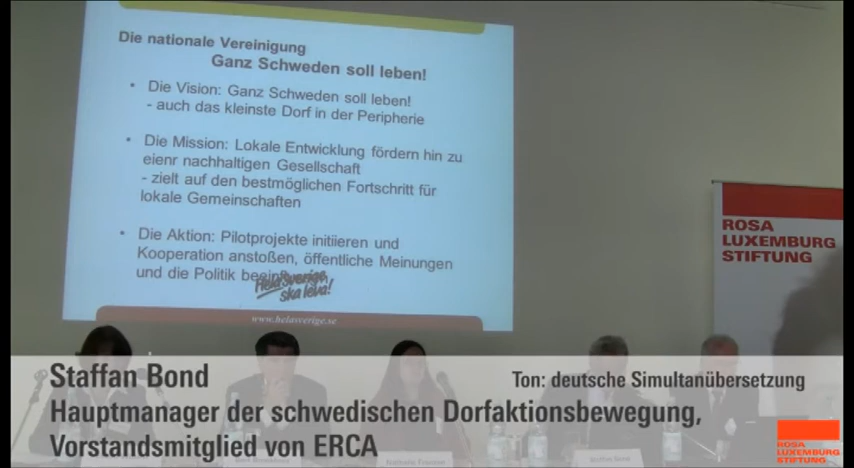 Die nationale Vereinigung
Ganz Schweden soll leben!
• Die Vision: Ganz Schweden soll leben!
- auch das kleinste Dorf in der Peripherie
• Die Mission: Lokale Entwicklung fördern hin zu
eienr nachhaltigen Gesellschaft
- zielt auf den bestmöglichen Fortschritt für
lokale Gemeinschaften
• Die Aktion: Pilotprojekte initiieren und
Kooperation anstoßen, öffentliche Meinungen
und die Politik
Hela Sverige
ska leva!
www.helasverige.se
ROSA
LUXEMBURG
STIFTUNG
Staffan Bond
Ton: deutsche Simultanübersetzung
Hauptmanager der schwedischen Dorfaktionsbewegung,
Vorstandsmitglied von ERCA
ROSA
LUXEMBURG
STIFTUNG